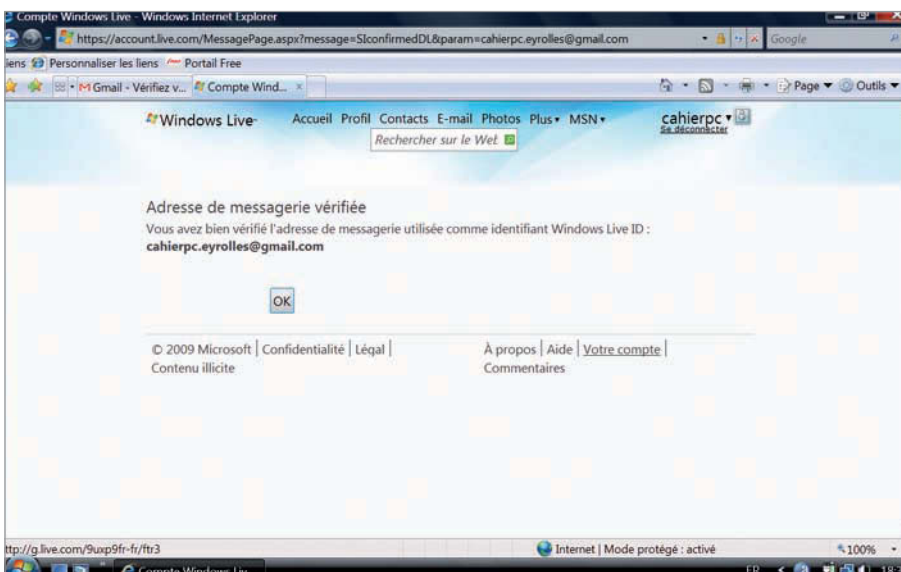 Compte Windows Live - Windows Internet Explorer
https://account.live.com/MessagePage.aspx?message=SIconfirmedDL&param=cahierpc.eyrolles@gmail.com
Google
iens Personnaliser les liens Portail Free
Gmail - Vérifiez v... Compte Wind... × Page ▾ Outils ▾
Windows Live Accueil Profil Contacts E-mail Photos Plus ▾ MSN ▾ cahierpc ▾
Rechercher sur le Web Se déconnecter
Adresse de messagerie vérifiée
Vous avez bien vérifié l'adresse de messagerie utilisée comme identifiant Windows Live ID :
cahierpc.eyrolles@gmail.com
OK
© 2009 Microsoft | Confidentialité | Légal | À propos | Aide | Votre compte |
Contenu illicite Commentaires
ttp://g.live.com/9uxp9fr-fr/ftr3 Internet | Mode protégé : activé 100%
Compte Windows Liv... FR